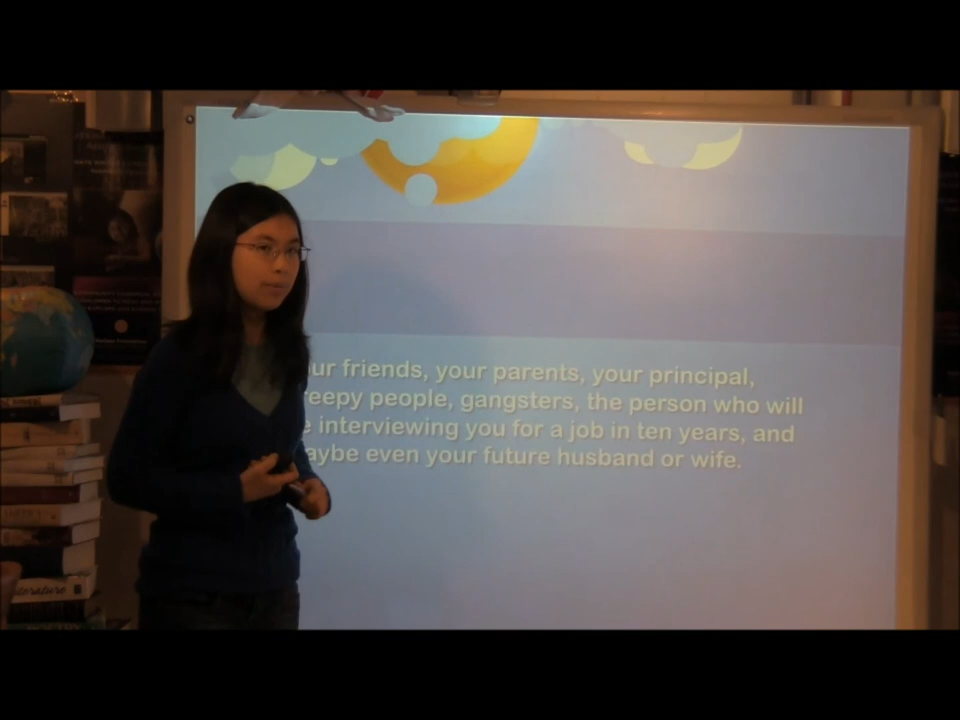 ur friends, your parents, your principal,
reepy people, gangsters, the person who will
e interviewing you for a job in ten years, and
aybe even your future husband or wife.